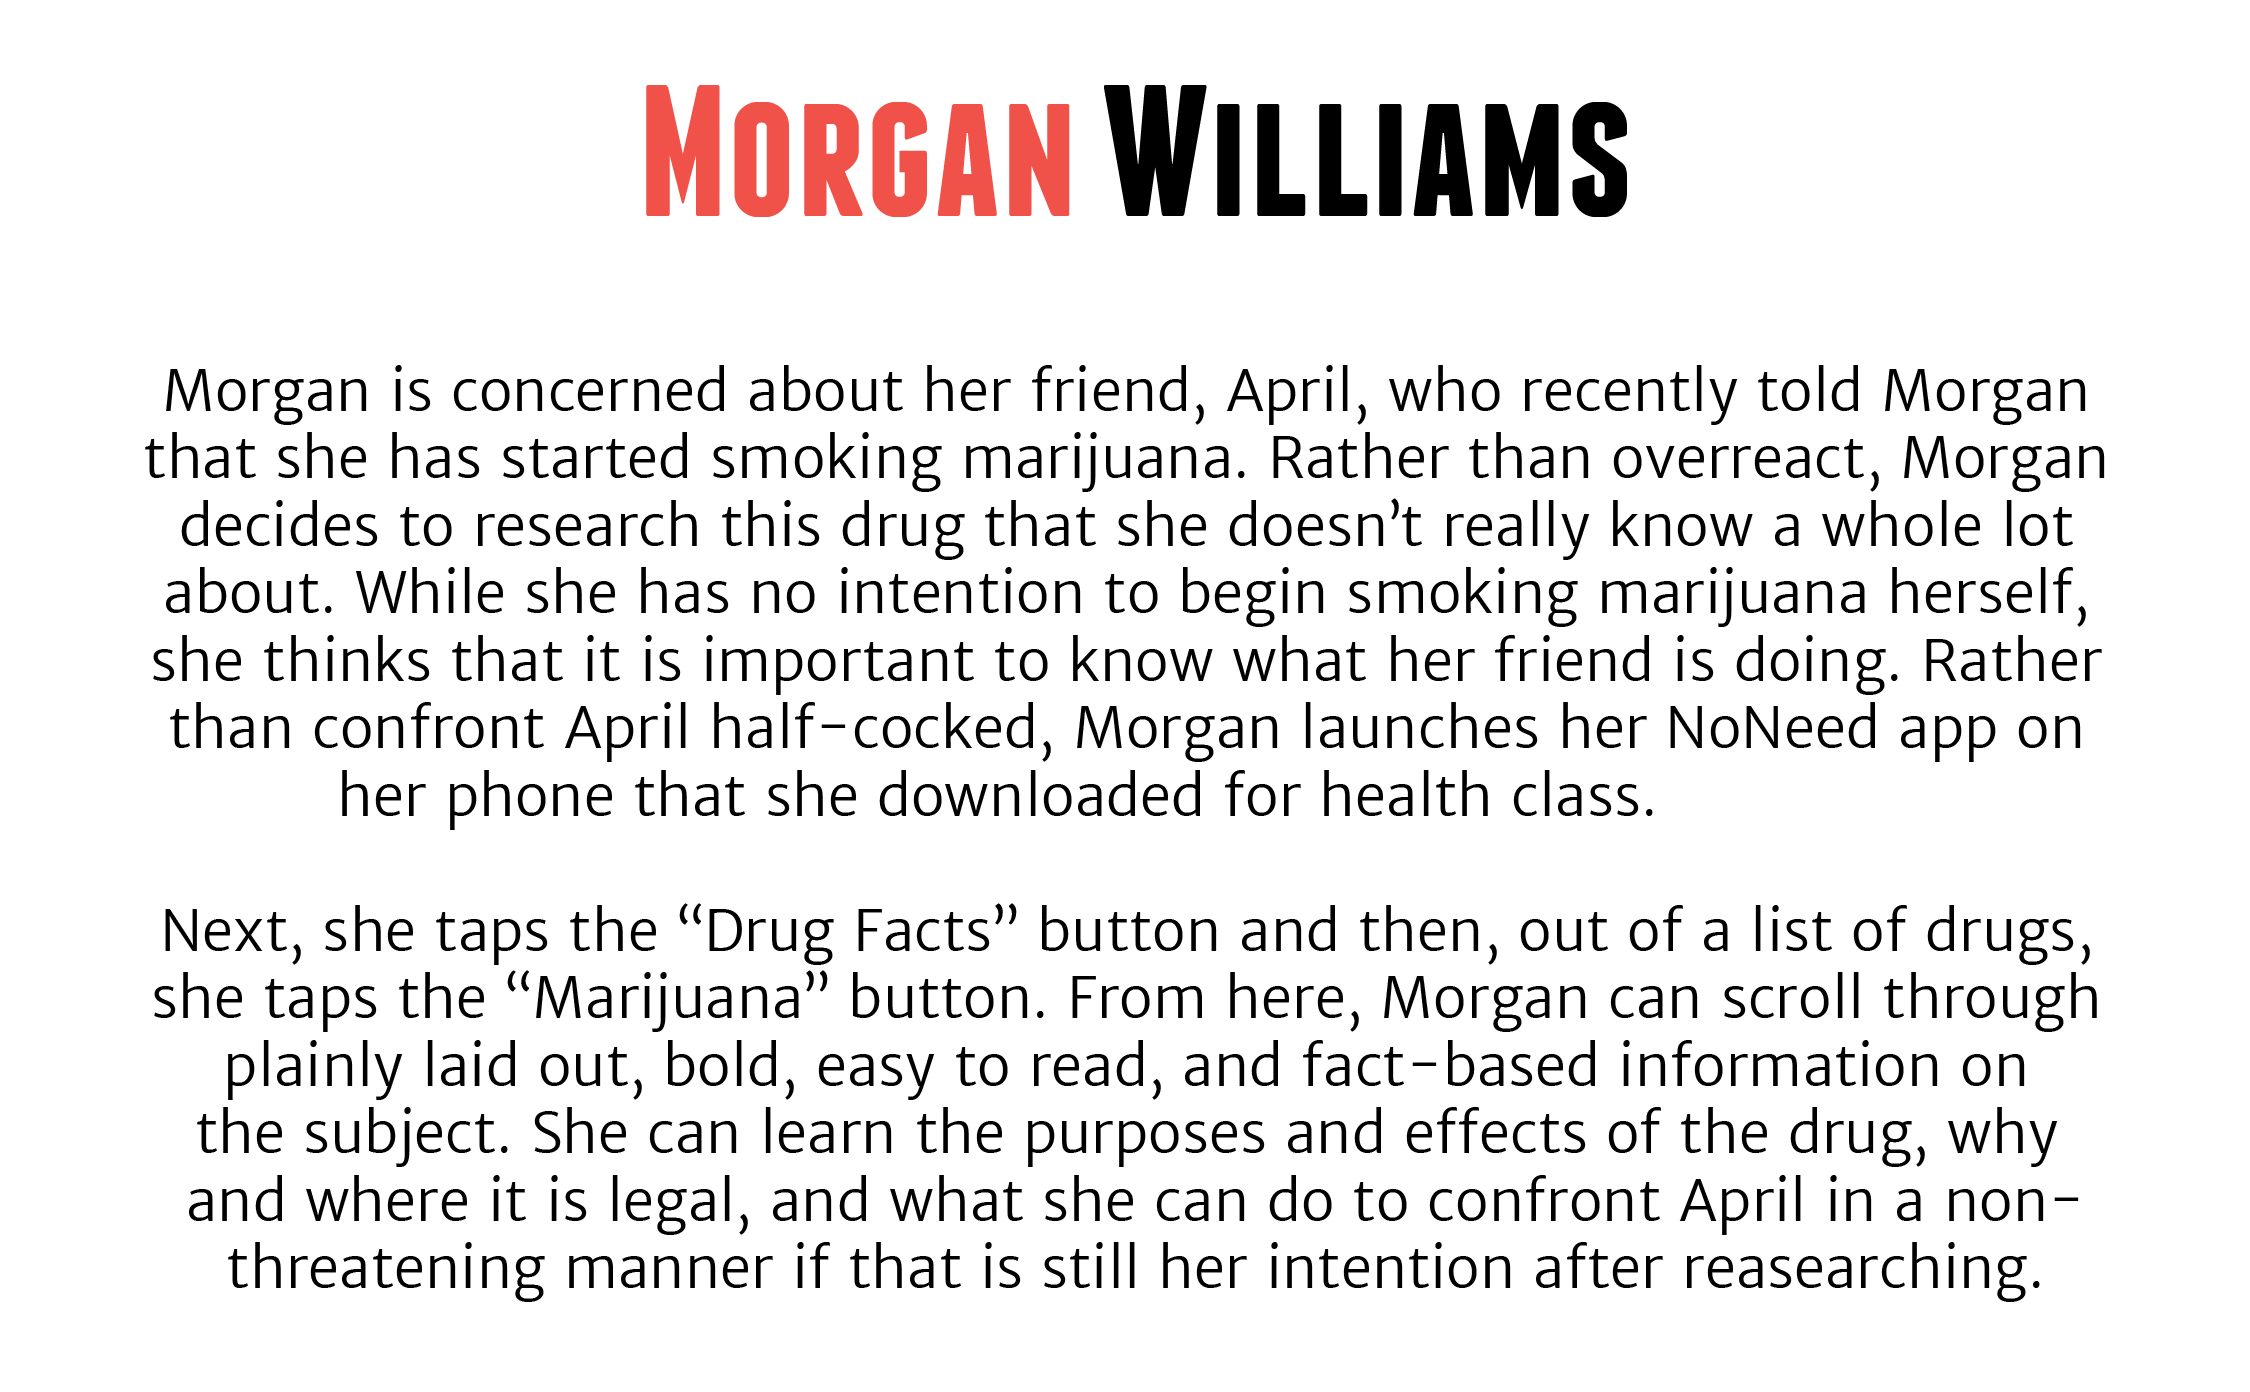 Morgan Williams
Morgan is concerned about her friend, April, who recently told Morgan
that she has started smoking marijuana. Rather than overreact, Morgan
decides to research this drug that she doesn’t really know a whole lot
about. While she has no intention to begin smoking marijuana herself,
she thinks that it is important to know what her friend is doing. Rather
than confront April half-cocked, Morgan launches her NoNeed app on
her phone that she downloaded for health class.
Next, she taps the “Drug Facts” button and then, out of a list of drugs,
she taps the “Marijuana” button. From here, Morgan can scroll through
plainly laid out, bold, easy to read, and fact-based information on
the subject. She can learn the purposes and effects of the drug, why
and where it is legal, and what she can do to confront April in a non-
threatening manner if that is still her intention after reasearching.